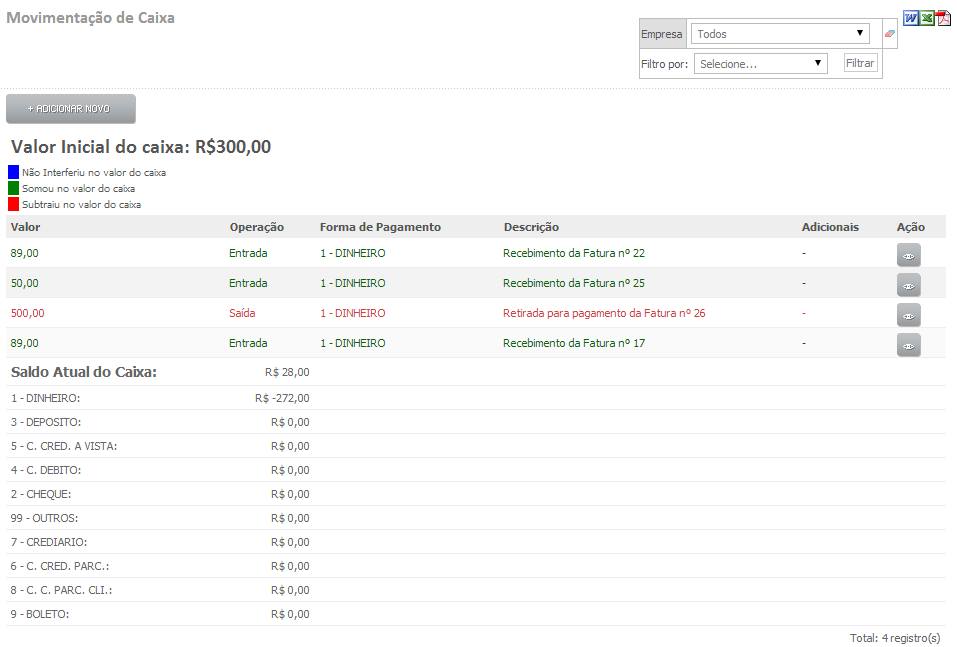 Movimentação de Caixa
Empresa Todos
Filtro por: Selecione... Filtrar
+ ADICIONAR NOVO
Valor Inicial do caixa: R$300,00
Não Interferiu no valor do caixa
Somou no valor do caixa
Subtraiu no valor do caixa
Valor Operação Forma de Pagamento Descrição Adicionais Ação
89,00 Entrada 1 - DINHEIRO Recebimento da Fatura nº 22 -
50,00 Entrada 1 - DINHEIRO Recebimento da Fatura nº 25 -
500,00 Saída 1 - DINHEIRO Retirada para pagamento da Fatura nº 26 -
89,00 Entrada 1 - DINHEIRO Recebimento da Fatura nº 17 -
Saldo Atual do Caixa: R$ 28,00
1 - DINHEIRO: R$ -272,00
3 - DEPOSITO: R$ 0,00
5 - C. CRED. A VISTA: R$ 0,00
4 - C. DEBITO: R$ 0,00
2 - CHEQUE: R$ 0,00
99 - OUTROS: R$ 0,00
7 - CREDIARIO: R$ 0,00
6 - C. CRED. PARC.: R$ 0,00
8 - C. C. PARC. CLI.: R$ 0,00
9 - BOLETO: R$ 0,00
Total: 4 registro(s)